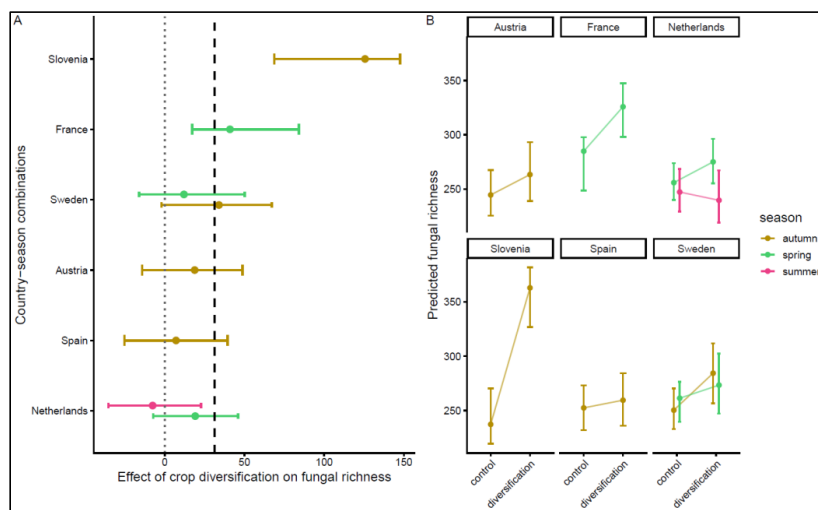 A
Country−season combinations
Slovenia
France
Sweden
Austria
Spain
Netherlands
0
50
100
150
Effect of crop diversification on fungal richness
B
Predicted fungal richness
Austria
France
Netherlands
350
300
250
Slovenia
Spain
Sweden
350
300
250
control
diversification
control
diversification
control
diversification
season
autumn
spring
summer